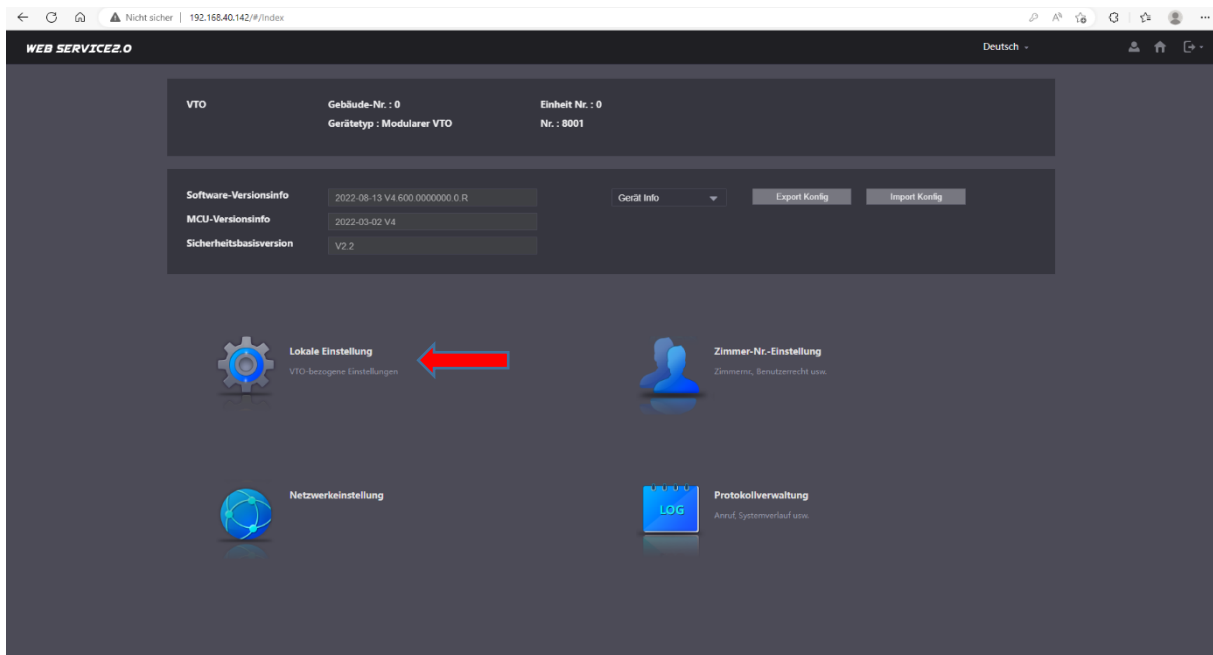 Nicht sicher | 192.168.40.142/#/Index
WEB SERVICE2.0 Deutsch
VTO Gebäude-Nr. : 0 Einheit Nr. : 0
Gerätetyp : Modularer VTO Nr. : 8001
Software-Versionsinfo 2022-08-13 V4.600.0000000.0.R Gerät Info Export Konfig Import Konfig
MCU-Versionsinfo 2022-03-02 V4
Sicherheitsbasisversion V2.2
Lokale Einstellung
VTO-bezogene Einstellungen
Zimmer-Nr.-Einstellung
Zimmernr., Benutzerrecht usw.
Netzwerkeinstellung
LOG
Protokollverwaltung
Anruf, Systemverlauf usw.